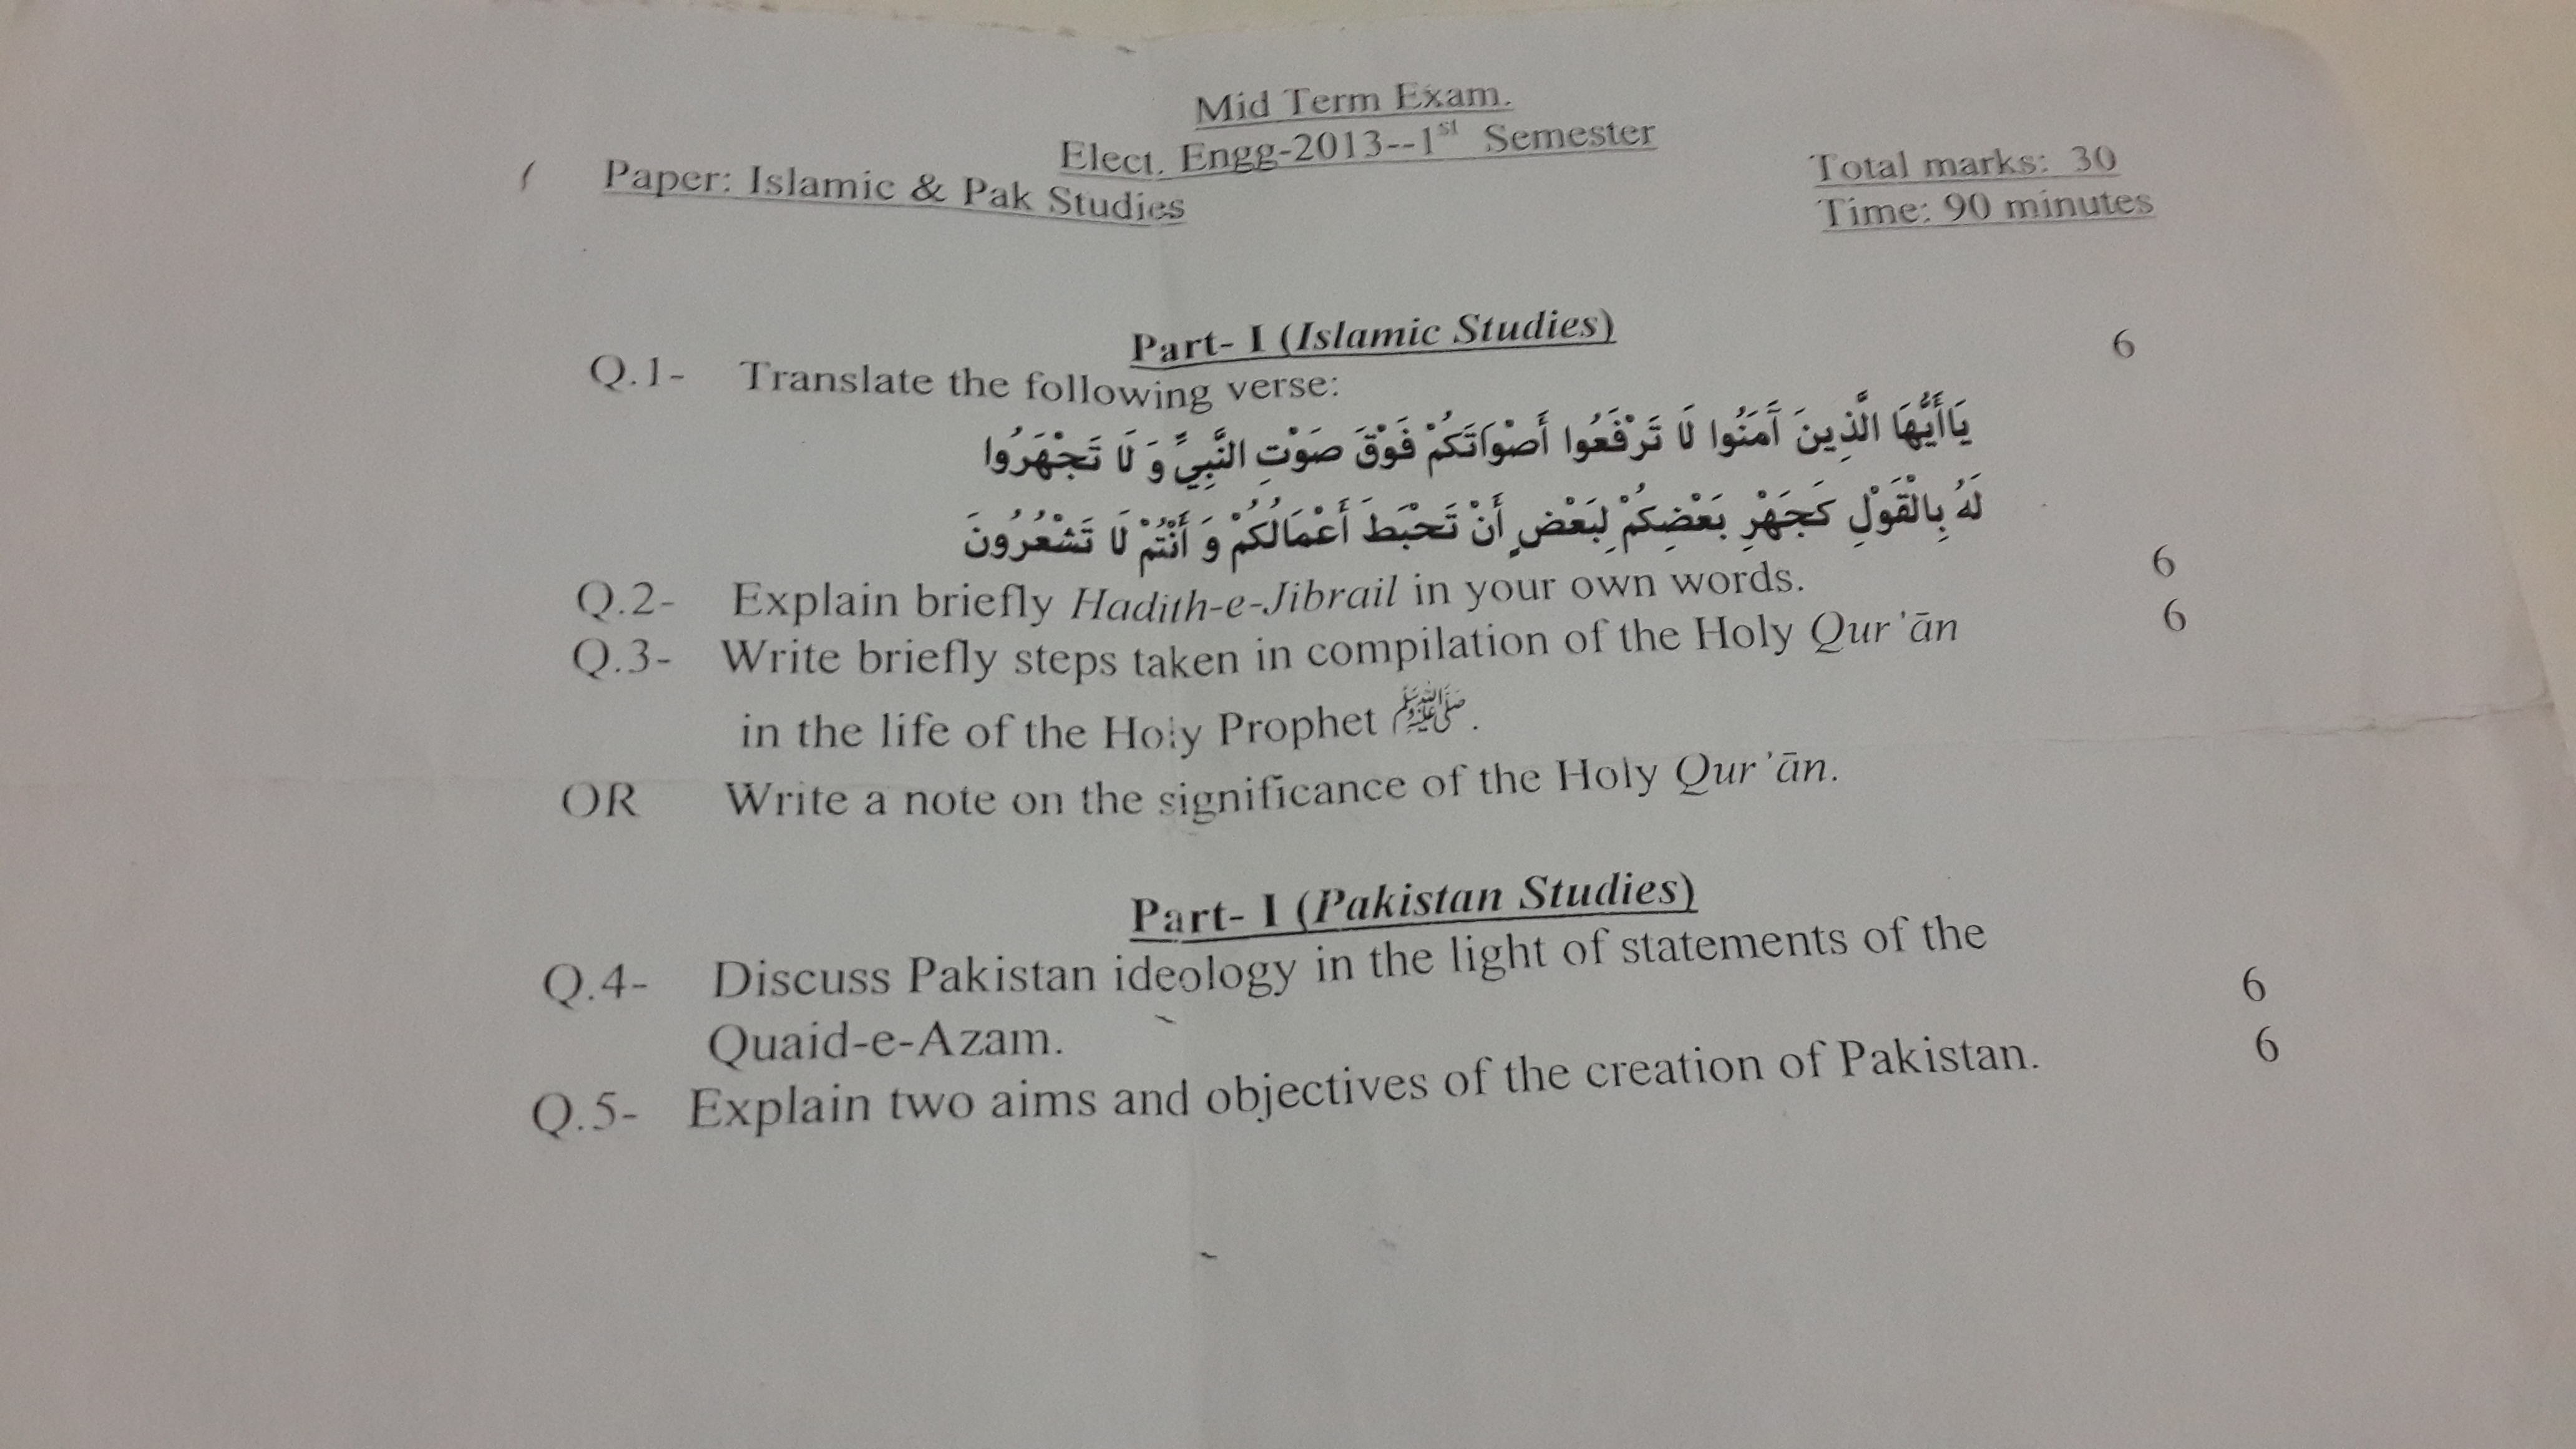 Mid Term Exam.
Elect. Engg-2013--1st Semester
Paper: Islamic & Pak Studies
Total marks: 30
Time: 90 minutes
Part- I (Islamic Studies)
Q.1- Translate the following verse: 6
يَاأَيُّهَا الَّذِينَ آَمَنُوا لَا تَرْفَعُوا أَصْوَاتَكُمْ فَوْقَ صَوْتِ النَّبِيِّ وَ لَا تَجْهَرُوا
لَهُ بِالْقَوْلِ كَجَهْرِ بَعْضِكُمْ لِبَعْضٍ أَنْ تَحْبَطَ أَعْمَالُكُمْ وَ أَنْتُمْ لَا تَشْعُرُونَ
Q.2- Explain briefly Hadith-e-Jibrail in your own words. 6
Q.3- Write briefly steps taken in compilation of the Holy Qur'ān 6
in the life of the Holy Prophet ﷺ.
OR Write a note on the significance of the Holy Qur'ān.
Part- I (Pakistan Studies)
Q.4- Discuss Pakistan ideology in the light of statements of the
Quaid-e-Azam. 6
Q.5- Explain two aims and objectives of the creation of Pakistan. 6